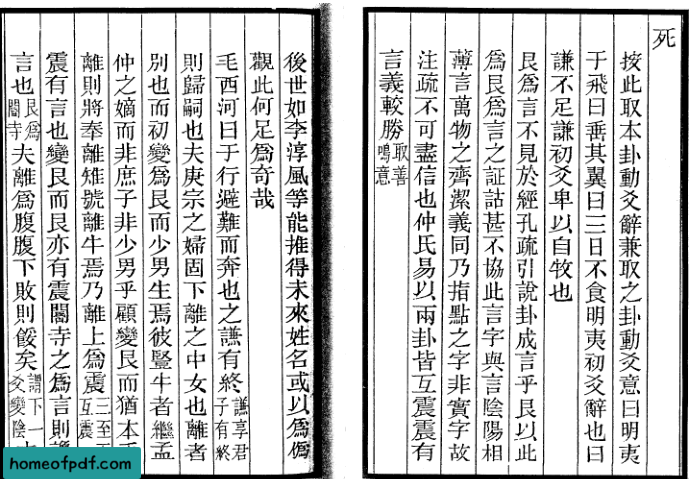 死
按此取本卦動爻辭兼取之卦動爻意曰明夷
于飛曰垂其翼曰三日不食明夷初爻辭也曰
謙不足謙初爻卑以自牧也
艮爲言不見於經孔疏引說卦成言乎艮以此
爲艮爲言之証詁甚不協此言字與言陰陽相
薄言萬物之齊潔義同乃指點之字非實字故
注疏不可盡信也仲氏易以兩卦皆互震震有
言義較勝取善鳴意
後世如李淳風等能推得未來姓名或以爲僞
觀此何足爲奇哉
毛西河曰于行避難而奔也之謙有終謙亨君子有終
則歸嗣也夫庚宗之婦固下離之中女也離者
別也而初變爲艮而少男生焉彼豎牛者繼孟
仲之嫡而非庶子非少男乎顧變艮而猶本
離則將奉離雉號離牛焉乃離上爲震三至互震
震有言也變艮而艮亦有震閽寺之爲言則
言也艮爲閽寺夫離爲腹腹下敗則餒矣謂下一爻變陰
homeofpdf.com